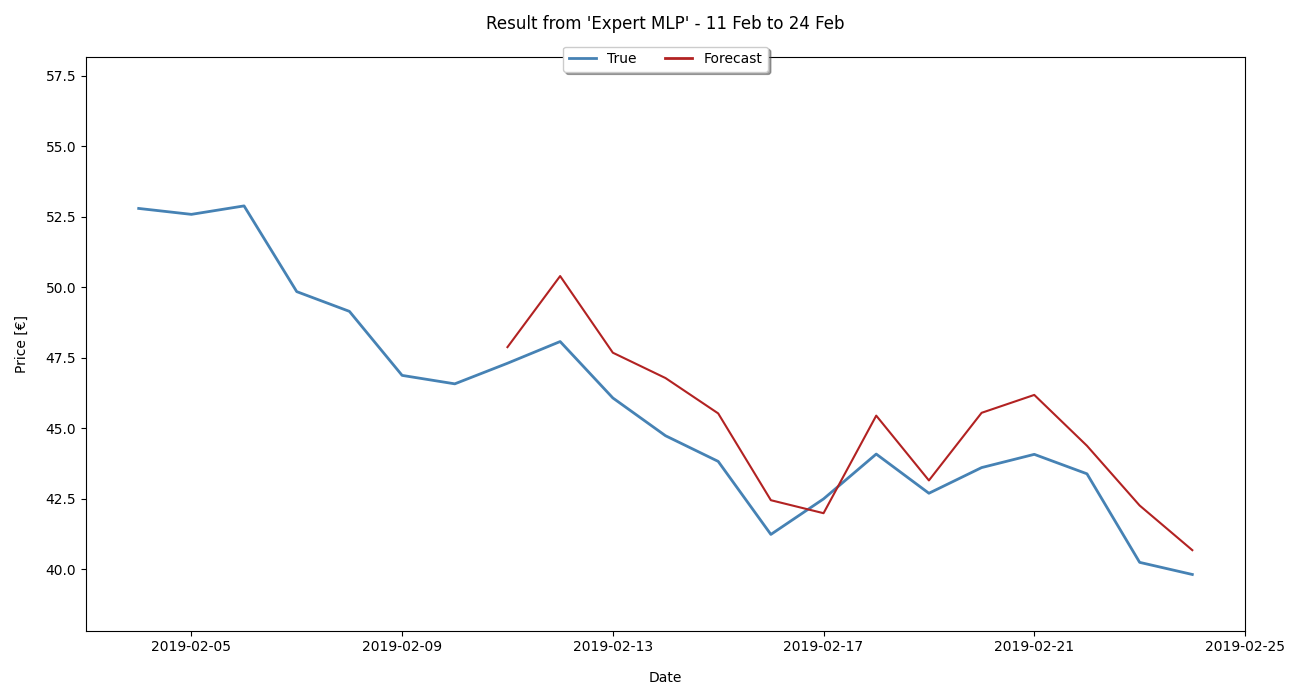 Result from 'Expert MLP' - 11 Feb to 24 Feb
True Forecast
57.5
55.0
52.5
50.0
47.5
45.0
42.5
40.0
Price [€]
2019-02-05 2019-02-09 2019-02-13 2019-02-17 2019-02-21 2019-02-25
Date